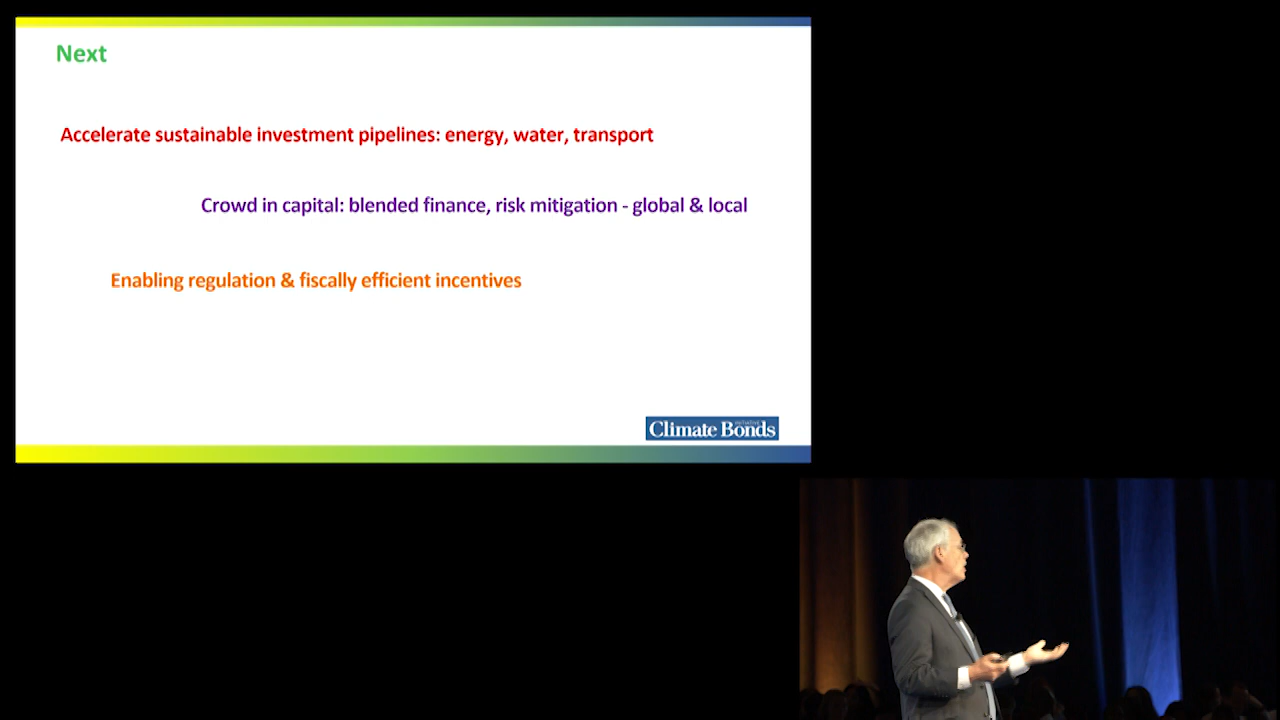 Next
Accelerate sustainable investment pipelines: energy, water, transport
Crowd in capital: blended finance, risk mitigation - global & local
Enabling regulation & fiscally efficient incentives
Climate Bonds